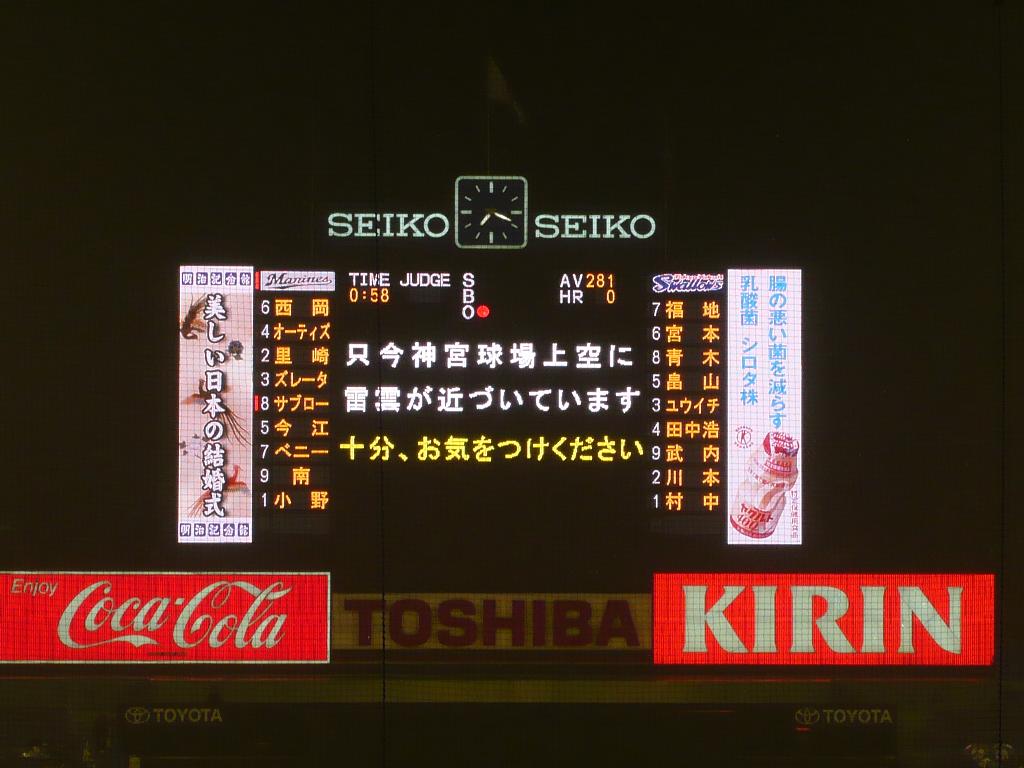 SEIKO SEIKO
明治記念館
美しい日本の結婚式
明治記念館
Marines
6 西岡
4 オーティズ
2 里崎
3 ズレータ
8 サブロー
5 今江
7 ベニー
9 南
1 小野
TIME JUDGE
0:58
S
B
O
AV281
HR 0
只今神宮球場上空に
雷雲が近づいています
十分、お気をつけください
Swallows
7 福地
6 宮本
8 青木
5 畠山
3 ユウイチ
4 田中浩
9 武内
2 川本
1 村中
腸の悪い菌を減らす
乳酸菌 シロタ株
Enjoy
Coca-Cola
TOSHIBA
KIRIN
TOYOTA
TOYOTA